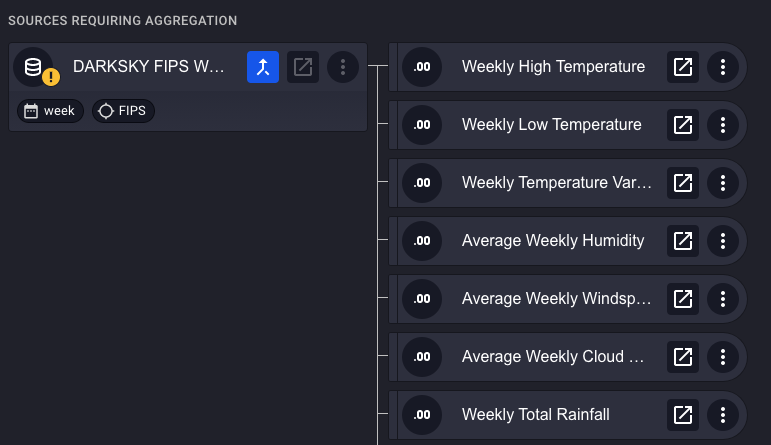 SOURCES REQUIRING AGGREGATION
DARKSKY FIPS W...
week
FIPS
.00 Weekly High Temperature
.00 Weekly Low Temperature
.00 Weekly Temperature Var...
.00 Average Weekly Humidity
.00 Average Weekly Windsp...
.00 Average Weekly Cloud ...
.00 Weekly Total Rainfall